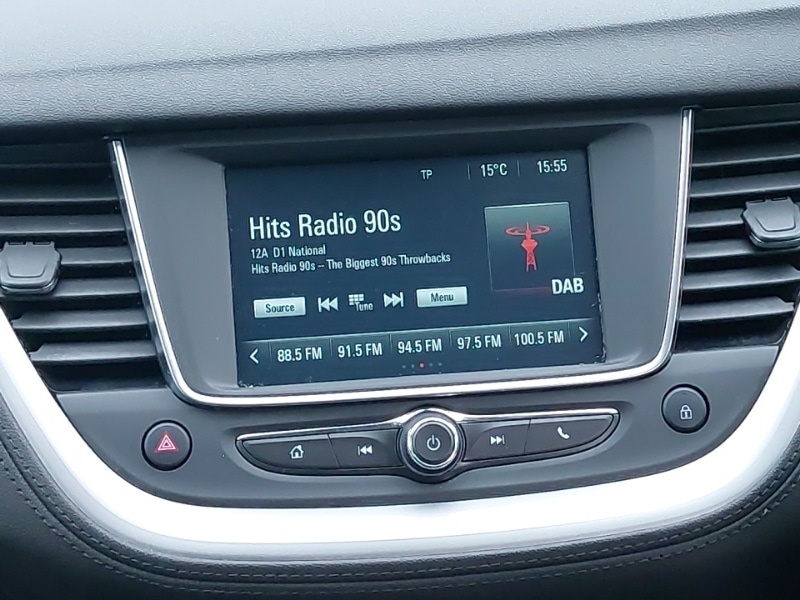 TP 15°C 15:55
Hits Radio 90s
12A D1 National
Hits Radio 90s – The Biggest 90s Throwbacks
DAB
Source Tune Menu
88.5 FM 91.5 FM 94.5 FM 97.5 FM 100.5 FM